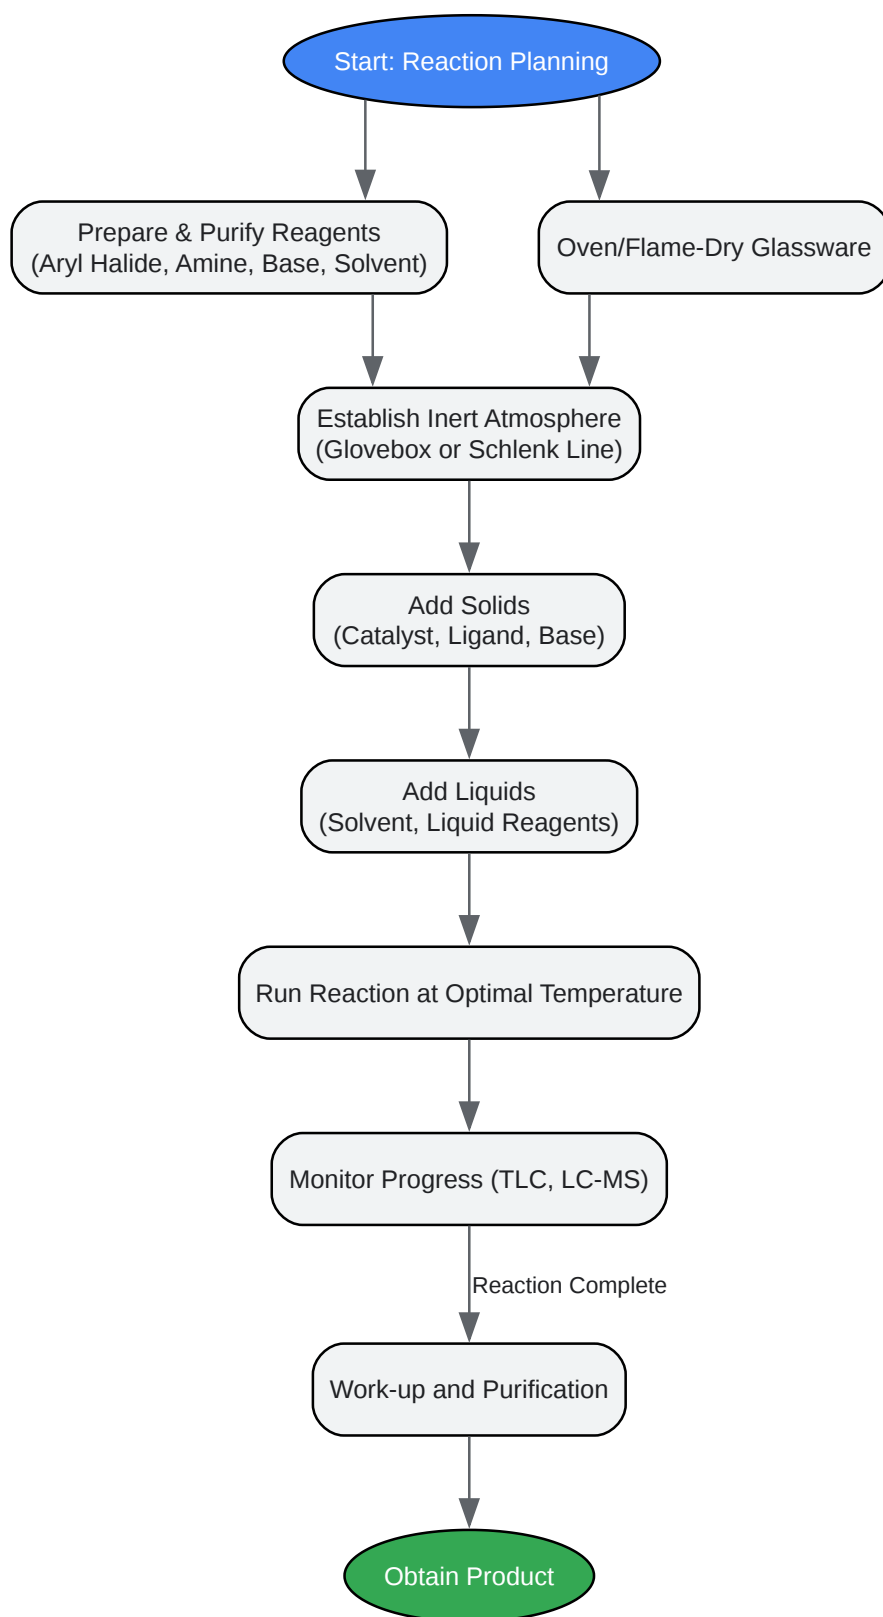 Start: Reaction Planning
Prepare & Purify Reagents
(Aryl Halide, Amine, Base, Solvent)
Oven/Flame-Dry Glassware
Establish Inert Atmosphere
(Glovebox or Schlenk Line)
Add Solids
(Catalyst, Ligand, Base)
Add Liquids
(Solvent, Liquid Reagents)
Run Reaction at Optimal Temperature
Monitor Progress (TLC, LC-MS)
Reaction Complete
Work-up and Purification
Obtain Product